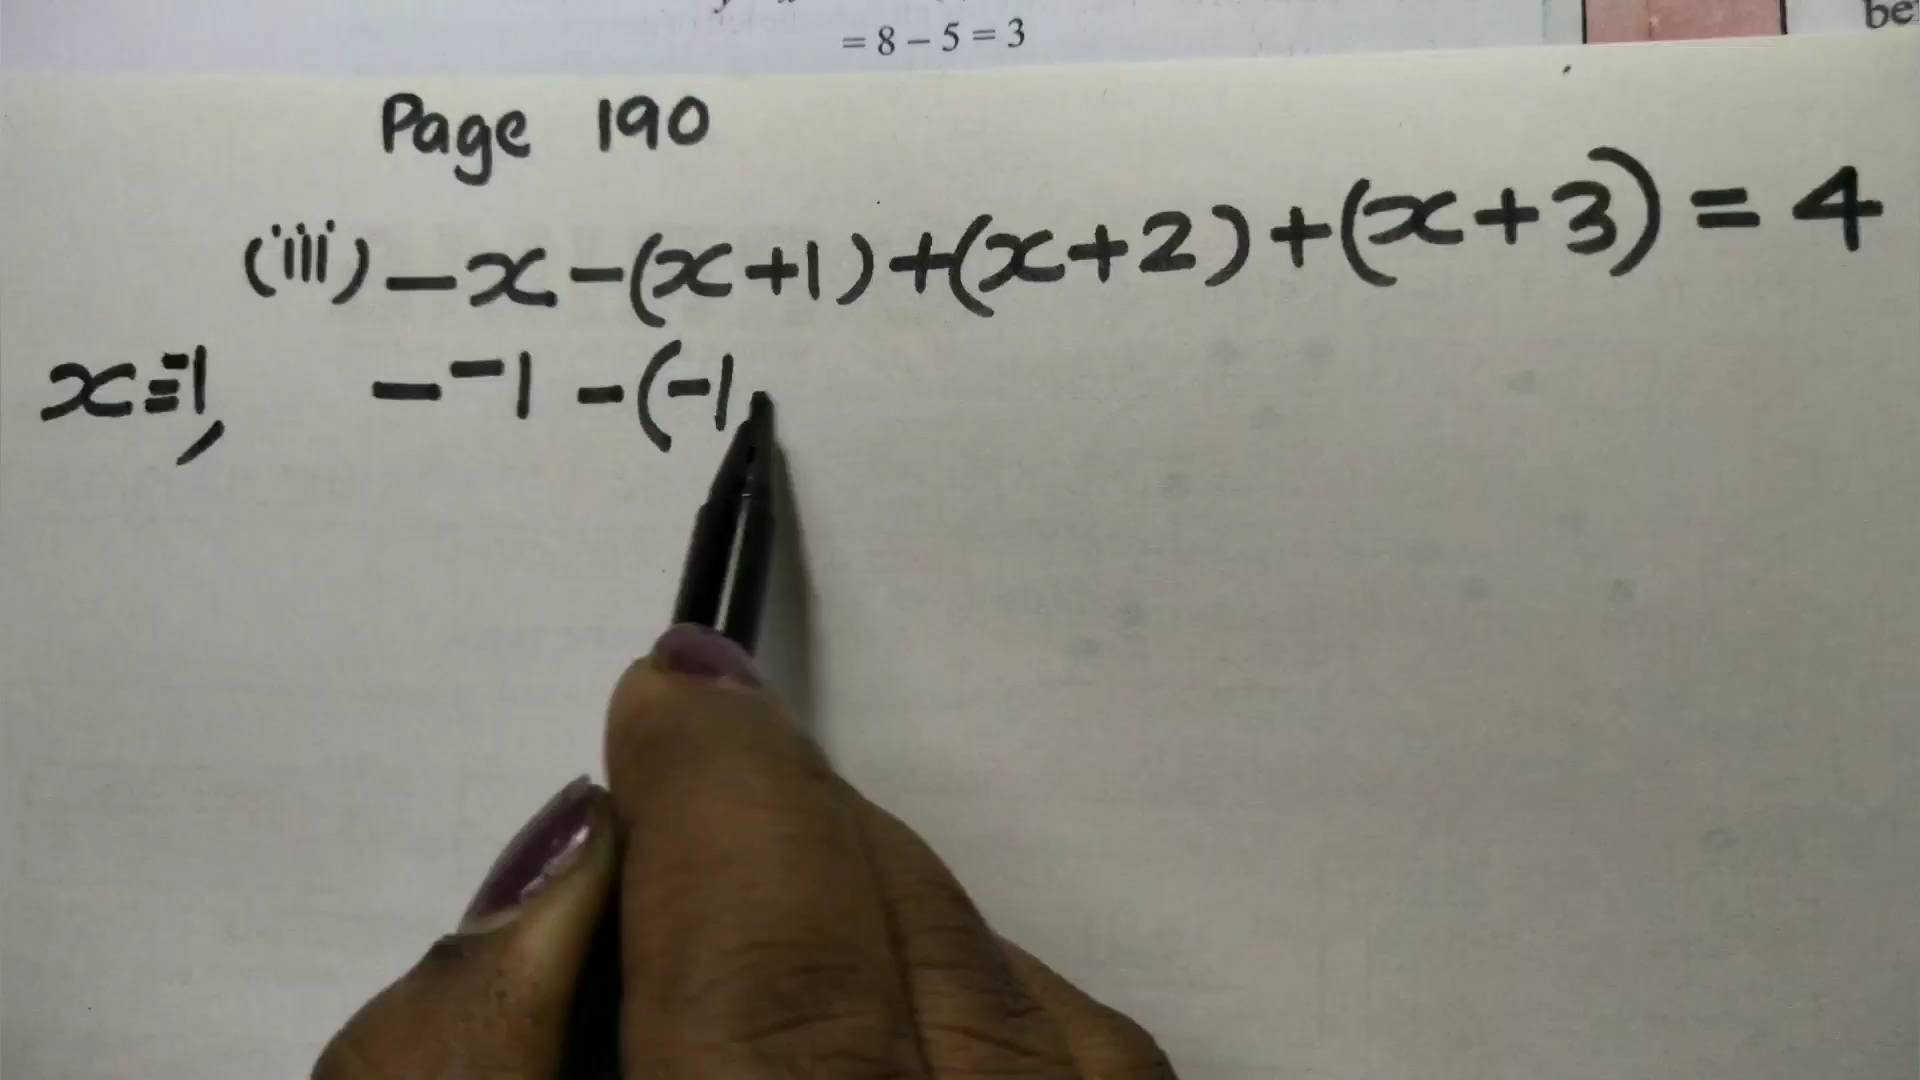 = 8 – 5 = 3
be
Page 190
(iii) -x-(x+1)+(x+2)+(x+3) = 4
x=-1, - -1 -(-1